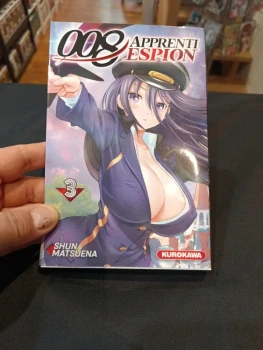 008 APPRENTI
ESPION
3
SHUN
MATSUENA
KUROKAWA